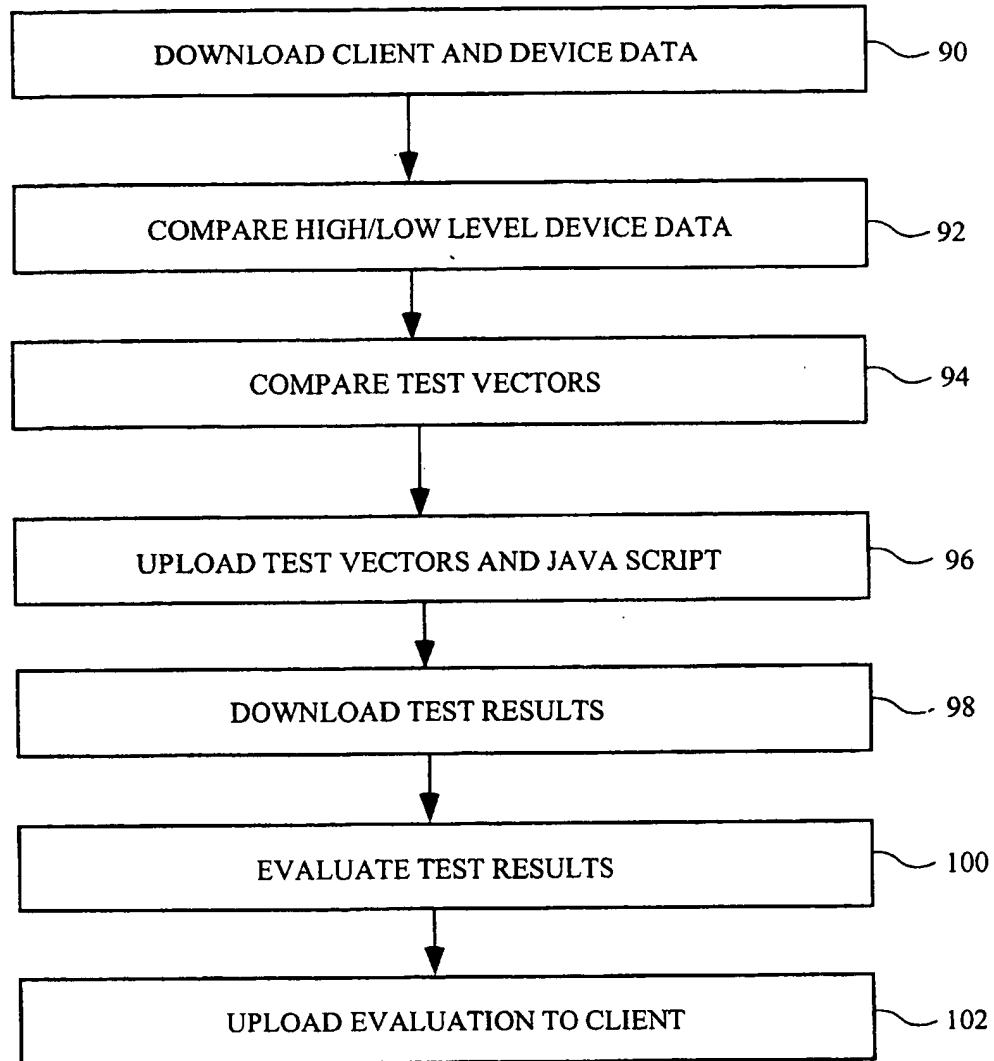 DOWNLOAD CLIENT AND DEVICE DATA 90
COMPARE HIGH/LOW LEVEL DEVICE DATA 92
COMPARE TEST VECTORS 94
UPLOAD TEST VECTORS AND JAVA SCRIPT 96
DOWNLOAD TEST RESULTS 98
EVALUATE TEST RESULTS 100
UPLOAD EVALUATION TO CLIENT 102